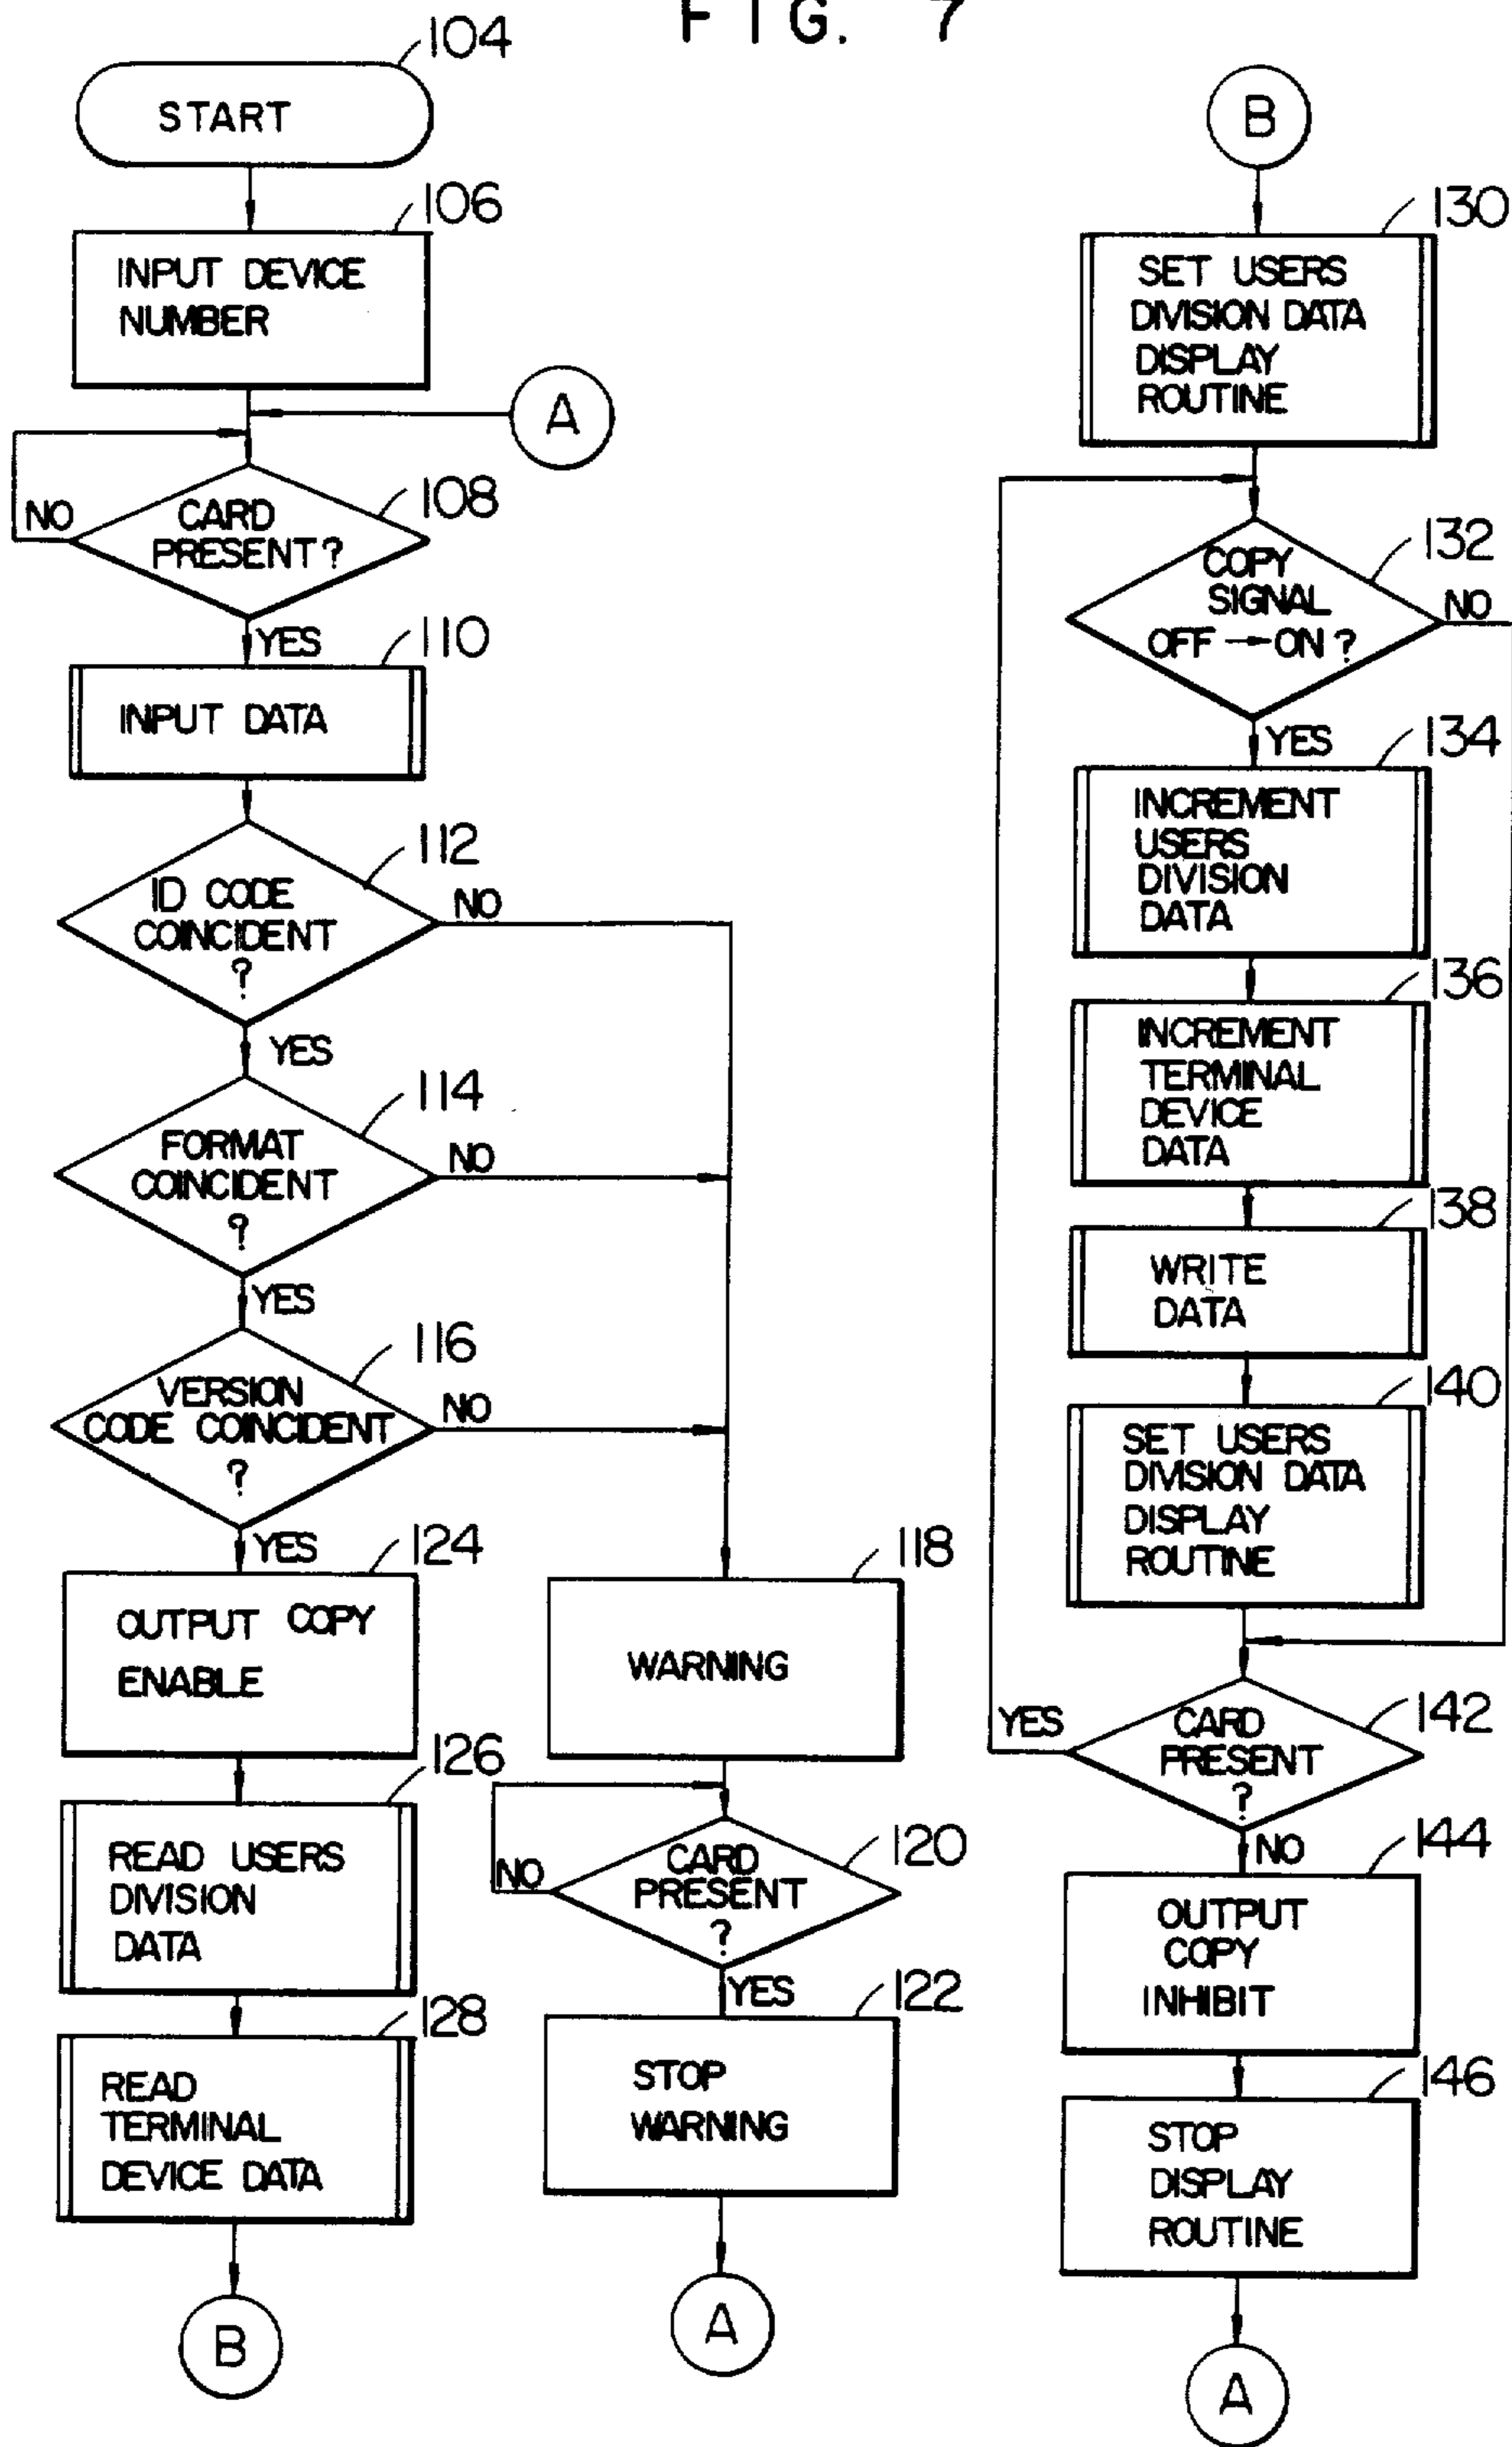 FIG. 7
104
START
106
INPUT DEVICE
NUMBER
A
108
NO
CARD
PRESENT?
YES
110
INPUT DATA
112
ID CODE
COINCIDENT
?
NO
YES
114
FORMAT
COINCIDENT
?
NO
YES
116
VERSION
CODE COINCIDENT
?
NO
YES
124
OUTPUT COPY
ENABLE
126
READ USERS
DIVISION
DATA
128
READ
TERMINAL
DEVICE DATA
B
118
WARNING
120
NO
CARD
PRESENT
?
YES
122
STOP
WARNING
A
B
130
SET USERS
DIVISION DATA
DISPLAY
ROUTINE
132
COPY
SIGNAL
OFF → ON ?
NO
YES
134
INCREMENT
USERS
DIVISION
DATA
136
INCREMENT
TERMINAL
DEVICE
DATA
138
WRITE
DATA
140
SET USERS
DIVISION DATA
DISPLAY
ROUTINE
142
YES
CARD
PRESENT
?
NO
144
OUTPUT
COPY
INHIBIT
146
STOP
DISPLAY
ROUTINE
A